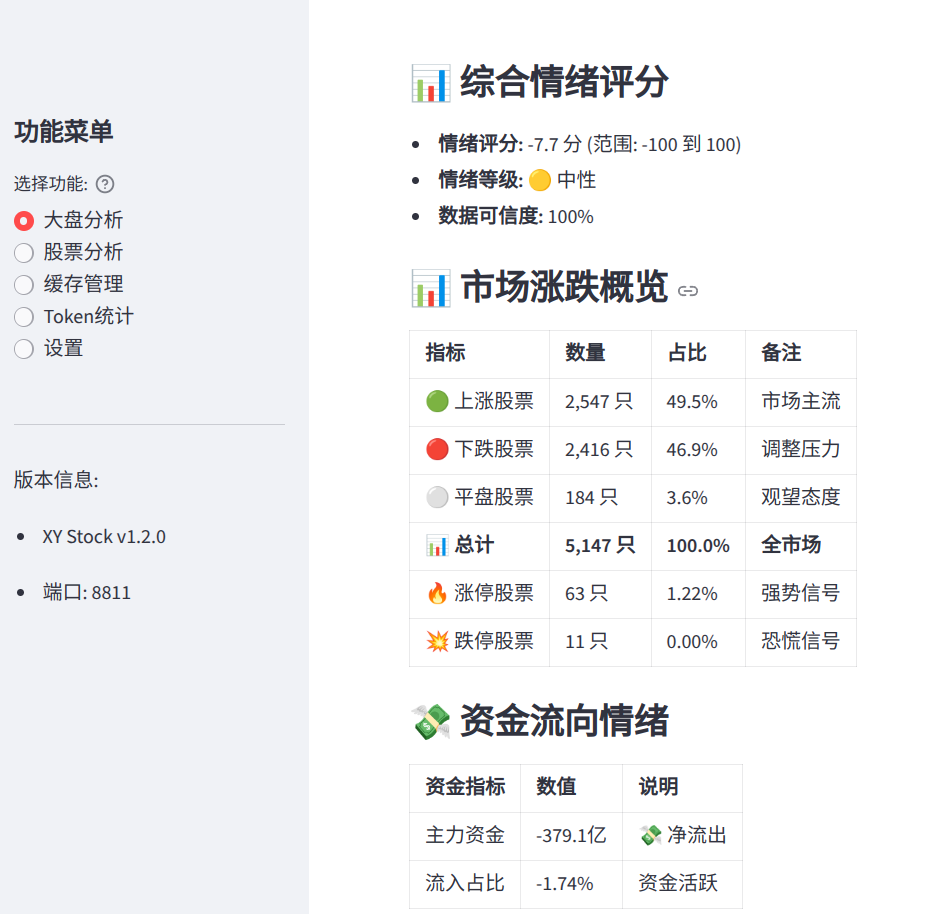 功能菜单
选择功能:
大盘分析
股票分析
缓存管理
Token统计
设置
版本信息:
XY Stock v1.2.0
端口: 8811
综合情绪评分
情绪评分: -7.7 分 (范围: -100 到 100)
情绪等级: 中性
数据可信度: 100%
市场涨跌概览
指标 数量 占比 备注
上涨股票 2,547 只 49.5% 市场主流
下跌股票 2,416 只 46.9% 调整压力
平盘股票 184 只 3.6% 观望态度
总计 5,147 只 100.0% 全市场
涨停股票 63 只 1.22% 强势信号
跌停股票 11 只 0.00% 恐慌信号
资金流向情绪
资金指标 数值 说明
主力资金 -379.1亿 净流出
流入占比 -1.74% 资金活跃